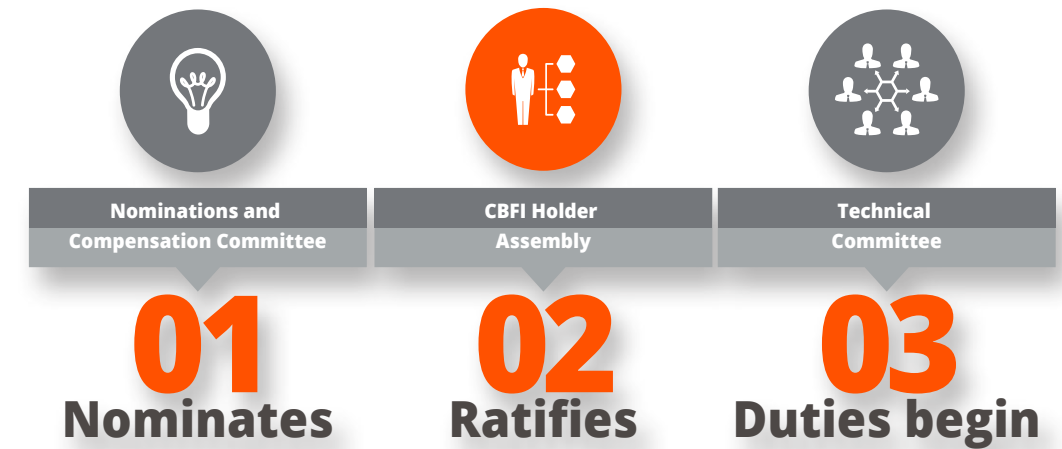 Nominations and
Compensation Committee
01
Nominates
CBFI Holder
Assembly
02
Ratifies
Technical
Committee
03
Duties begin